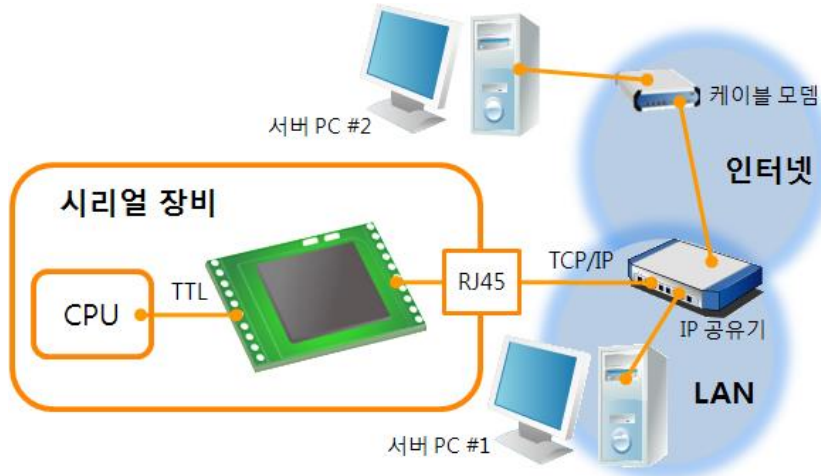 케이블 모뎀
서버 PC #2
인터넷
시리얼 장비
TCP/IP
RJ45
TTL
CPU
IP 공유기
LAN
서버 PC #1